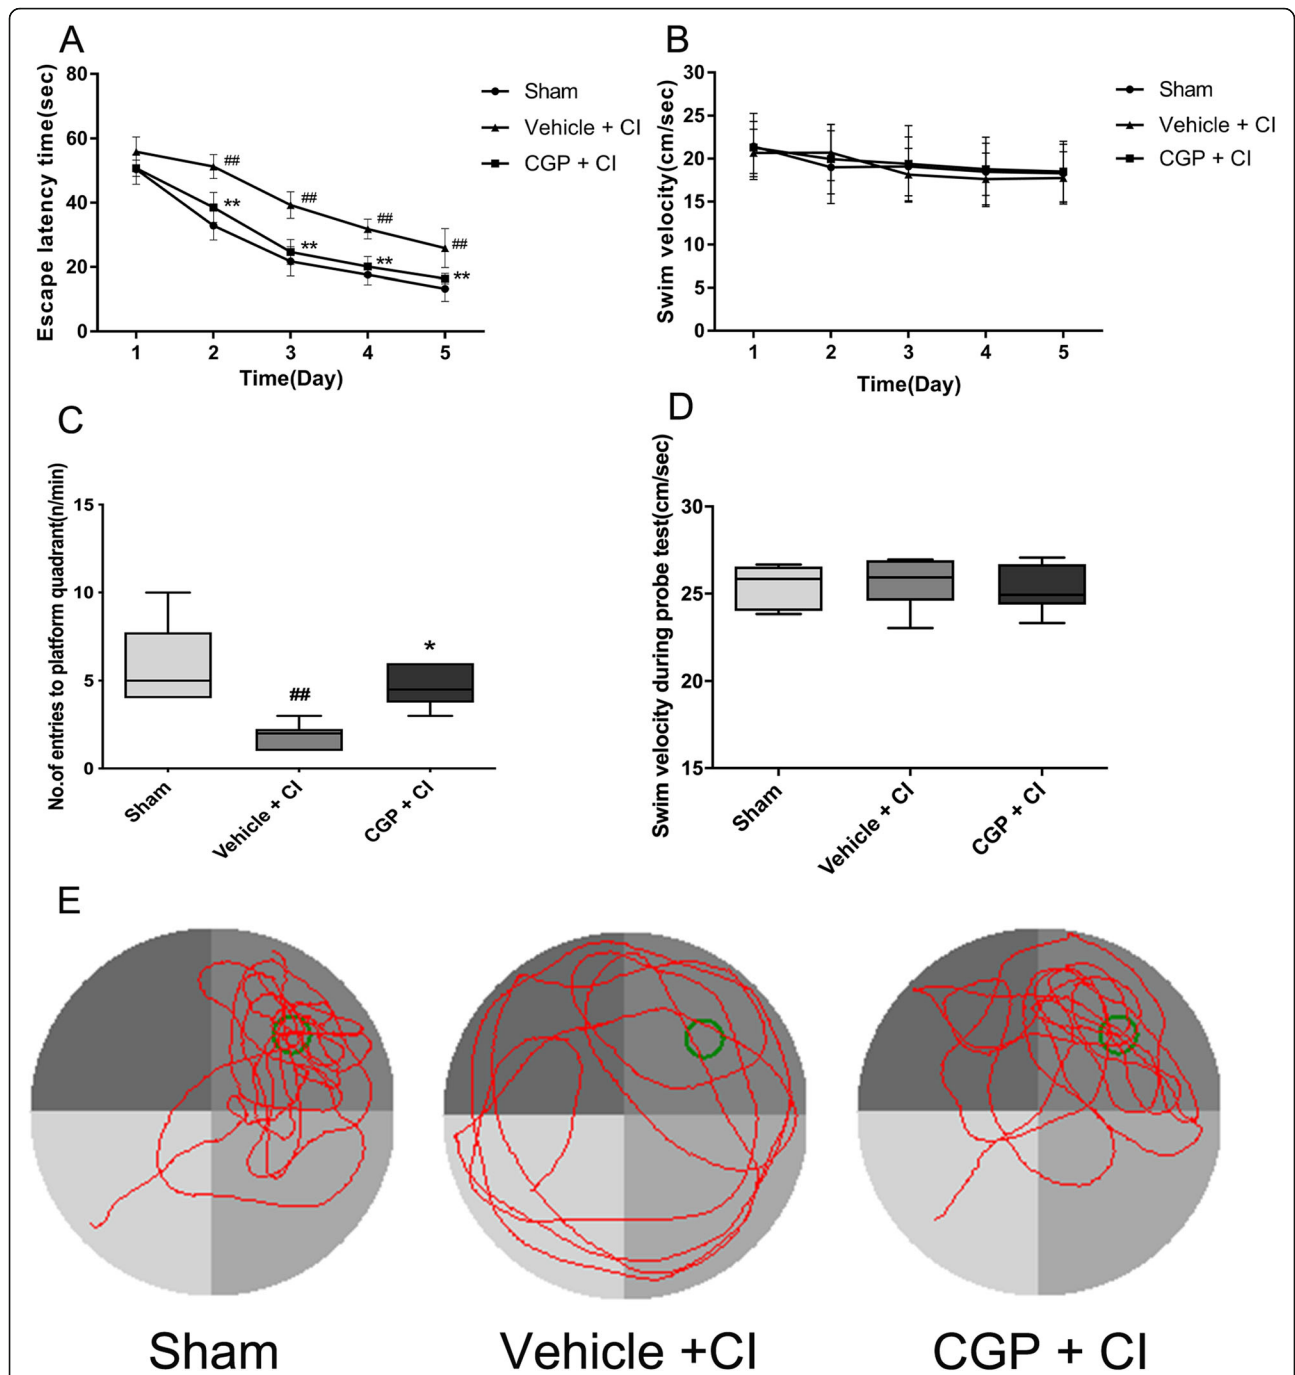 A
Escape latency time(sec)
80
60
40
20
0
##
##
##
##
**
**
**
**
1 2 3 4 5
Time(Day)
Sham
Vehicle + CI
CGP + CI
B
Swim velocity(cm/sec)
30
25
20
15
10
5
0
1 2 3 4 5
Time(Day)
Sham
Vehicle + CI
CGP + CI
C
No.of entries to platform quadrant(n/min)
15
10
5
0
##
*
Sham
Vehicle + CI
CGP + CI
D
Swim velocity during probe test(cm/sec)
30
25
20
15
Sham
Vehicle + CI
CGP + CI
E
Sham
Vehicle +CI
CGP + CI